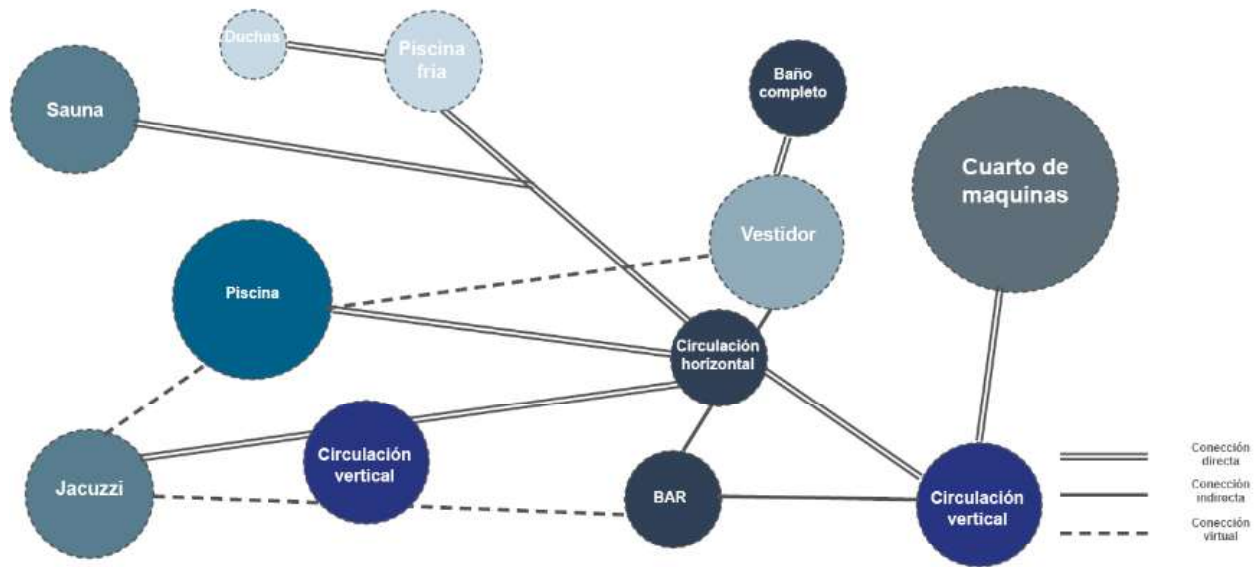 Duchas
Piscina
fria
Sauna
Baño
completo
Cuarto de
maquinas
Vestidor
Piscina
Circulación
horizontal
Circulación
vertical
Jacuzzi
BAR
Circulación
vertical
Conección
directa
Conección
indirecta
Conección
virtual